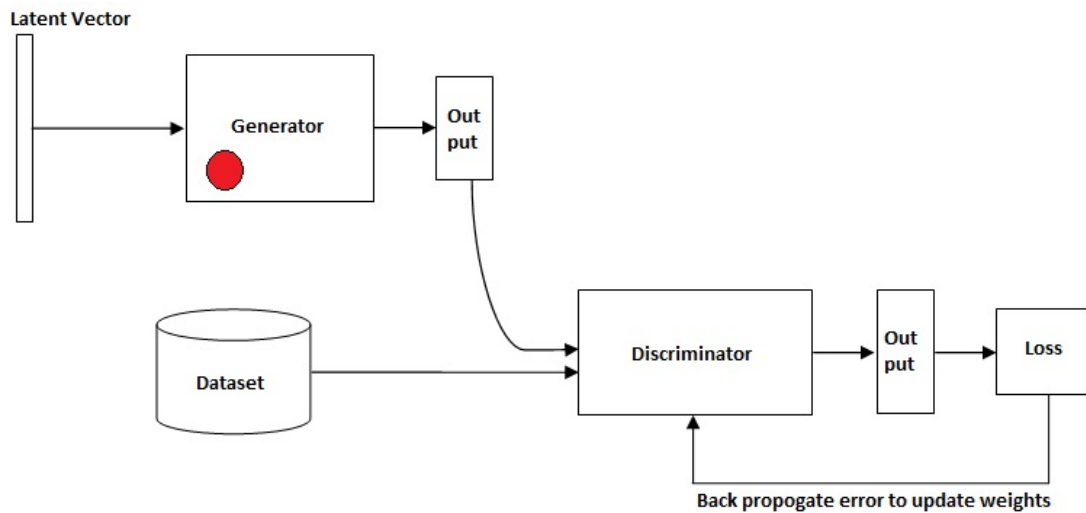 Latent Vector
Generator
Out
put
Dataset
Discriminator
Out
put
Loss
Back propogate error to update weights